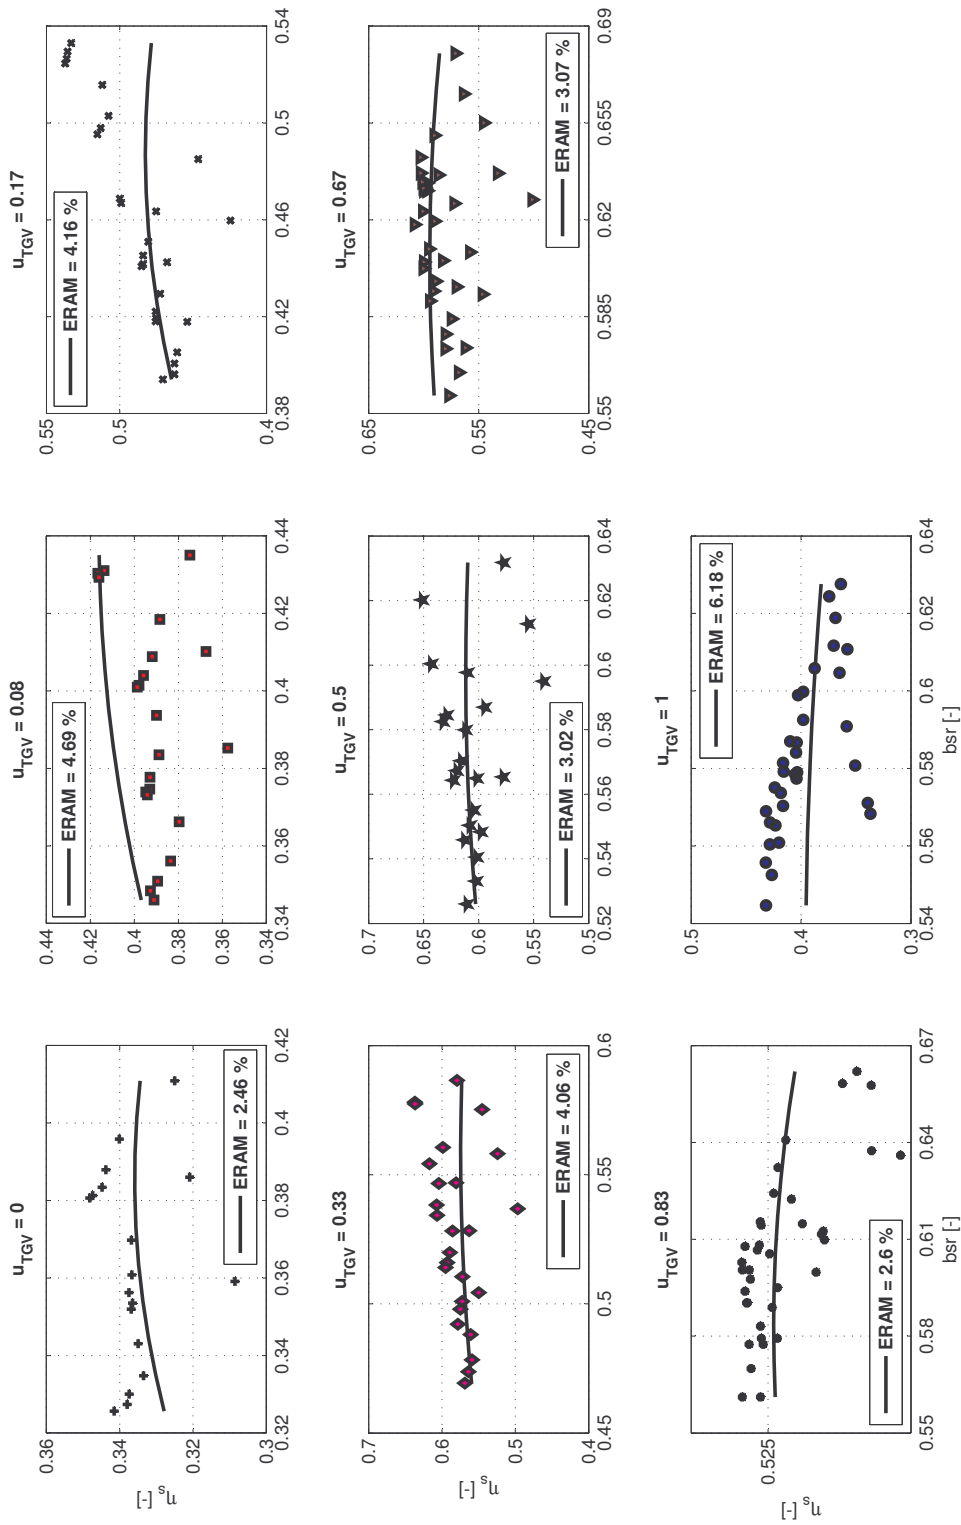 u_TGV = 0
ERAM = 2.46 %
η_s [-]
0.36
0.34
0.32
0.3
0.32 0.34 0.36 0.38 0.4 0.42
u_TGV = 0.08
ERAM = 4.69 %
0.44
0.42
0.4
0.38
0.36
0.34
0.34 0.36 0.38 0.4 0.42 0.44
u_TGV = 0.17
ERAM = 4.16 %
0.55
0.5
0.4
0.38 0.42 0.46 0.5 0.54
u_TGV = 0.33
ERAM = 4.06 %
η_s [-]
0.7
0.6
0.5
0.4
0.45 0.5 0.55 0.6
u_TGV = 0.5
ERAM = 3.02 %
0.7
0.65
0.6
0.55
0.5
0.52 0.54 0.56 0.58 0.6 0.62 0.64
u_TGV = 0.67
ERAM = 3.07 %
0.65
0.55
0.45
0.55 0.585 0.62 0.655 0.69
u_TGV = 0.83
ERAM = 2.6 %
η_s [-]
0.525
0.55 0.58 0.61 0.64 0.67
bsr [-]
u_TGV = 1
ERAM = 6.18 %
0.5
0.4
0.3
0.54 0.56 0.58 0.6 0.62 0.64
bsr [-]